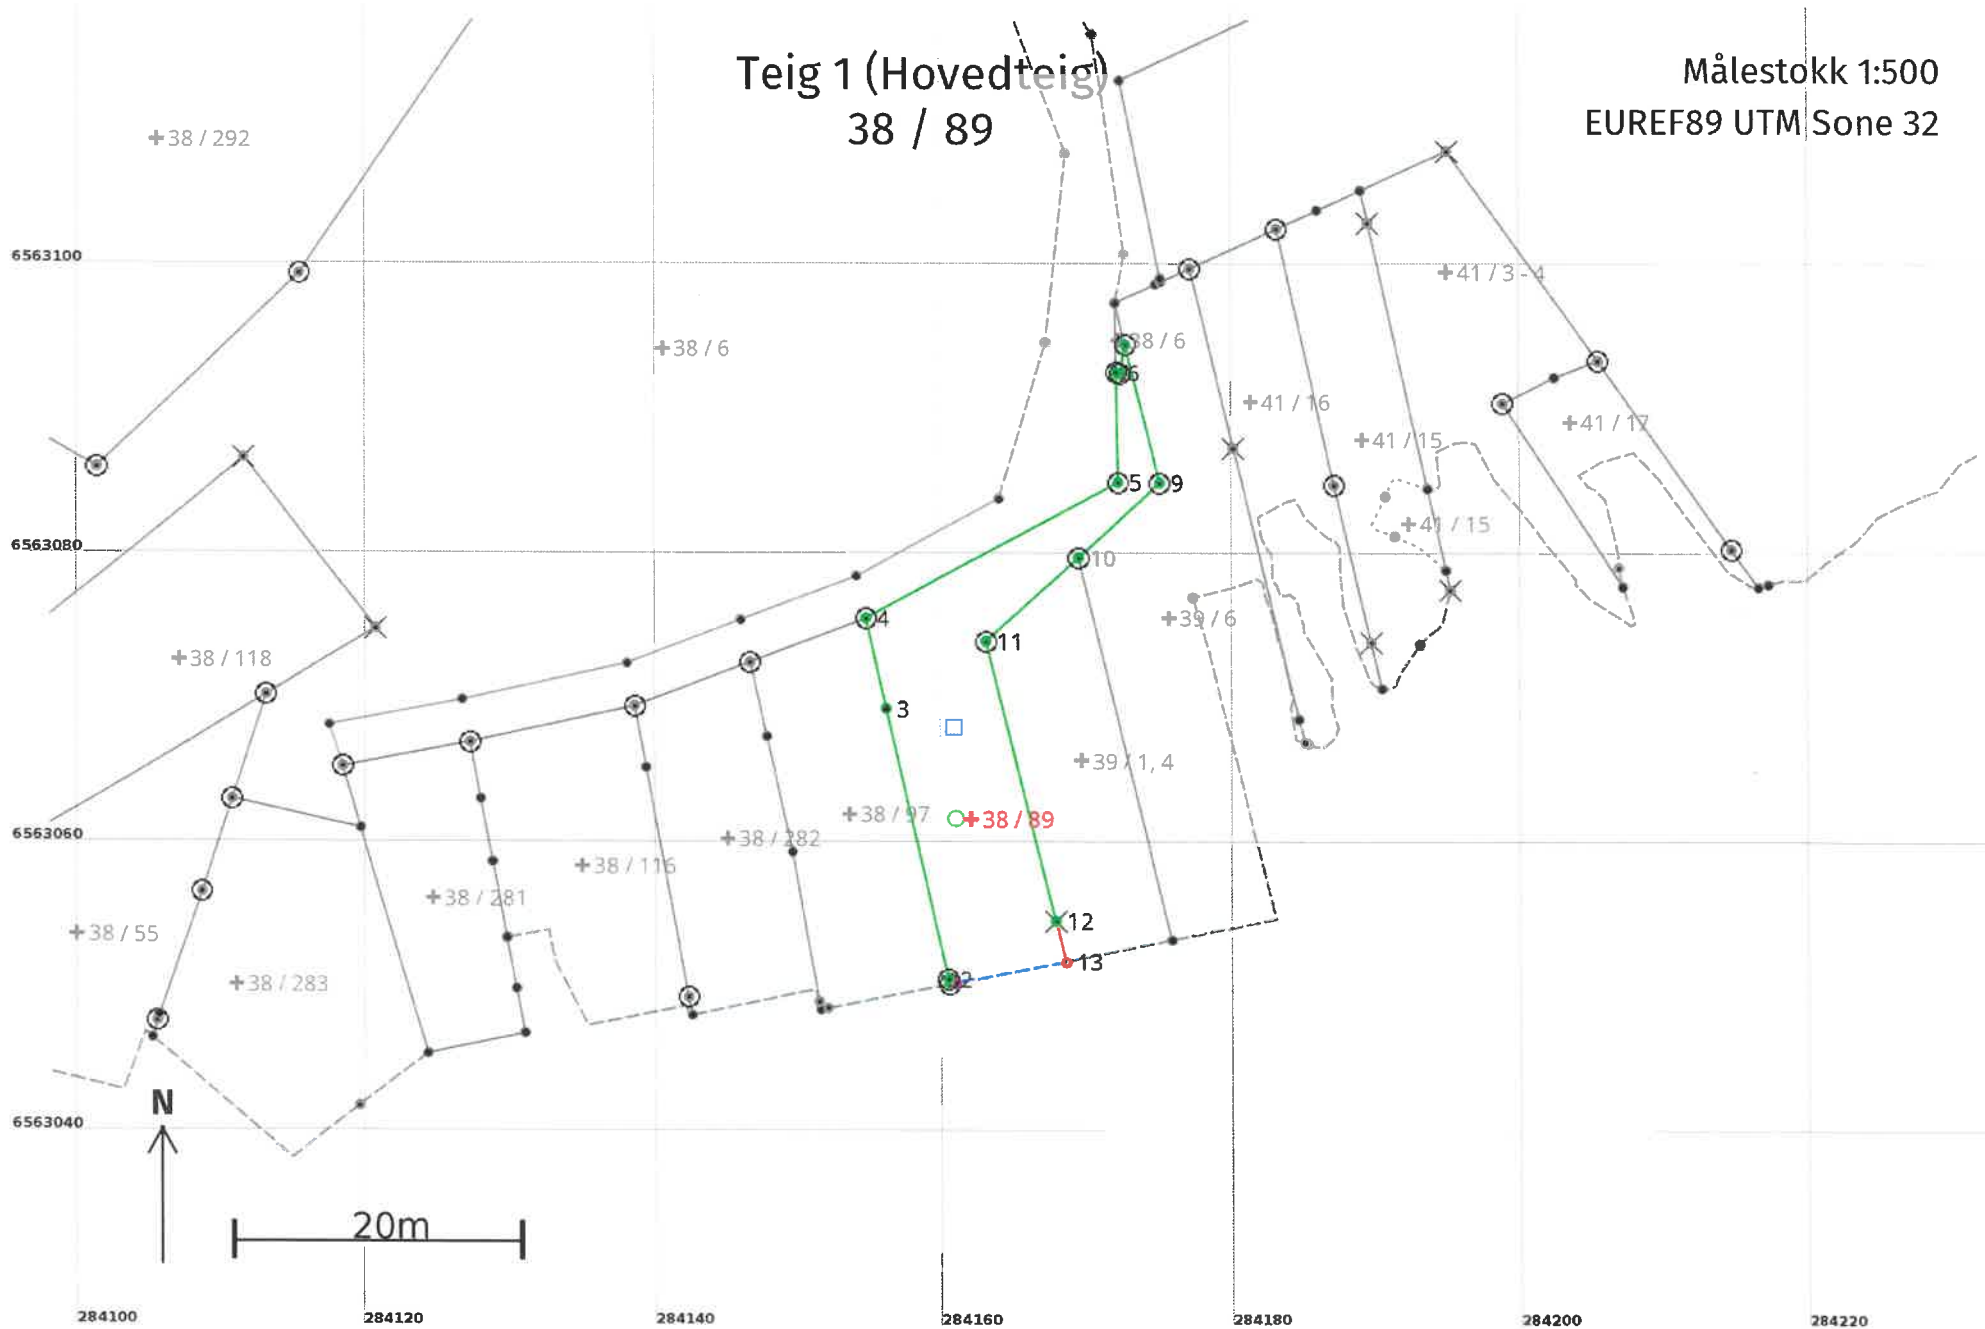 Teig 1 (Hovedteig)
38 / 89
Målestokk 1:500
EUREF89 UTM Sone 32
+38 / 292
6563100
+41 / 3 - 4
+38 / 6
38 / 6
6
+41 / 16
+41 / 17
+41 / 15
5
9
+41 / 15
6563080
10
4
+39 / 6
11
+38 / 118
3
+39 / 1, 4
+38 / 97
+38 / 89
6563060
+38 / 282
+38 / 116
+38 / 281
12
+38 / 55
13
+38 / 283
2
N
6563040
20m
284100
284120
284140
284160
284180
284200
284220